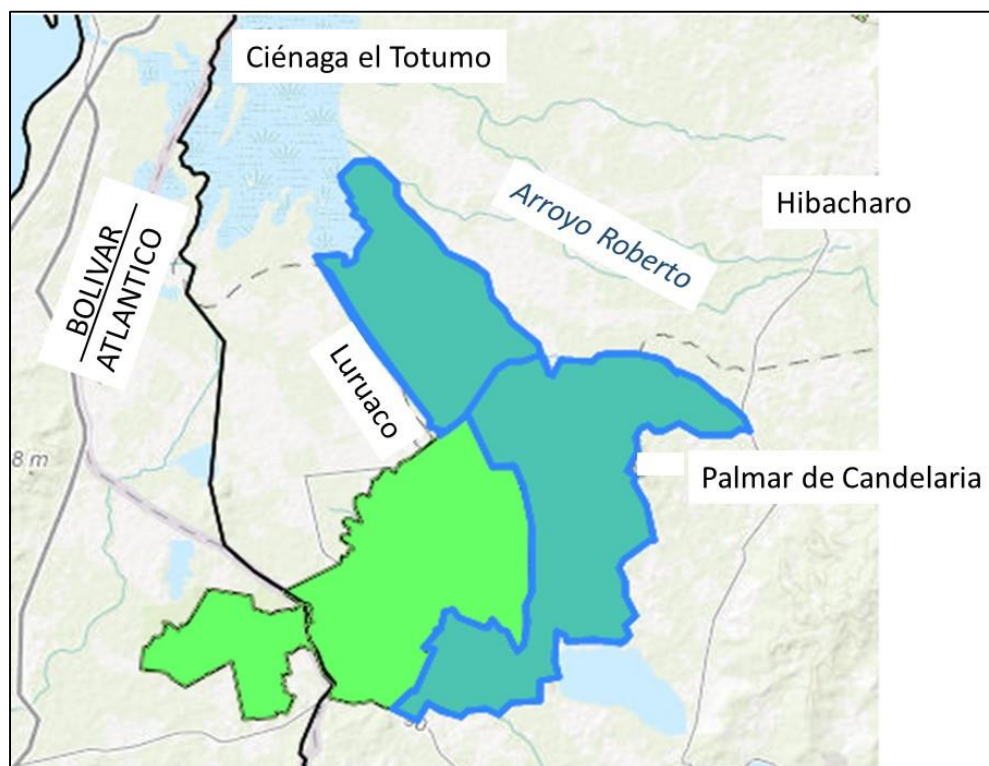 Ciénaga el Totumo
Hibacharo
Arroyo Roberto
BOLIVAR
ATLANTICO
Luruaco
8 m
Palmar de Candelaria